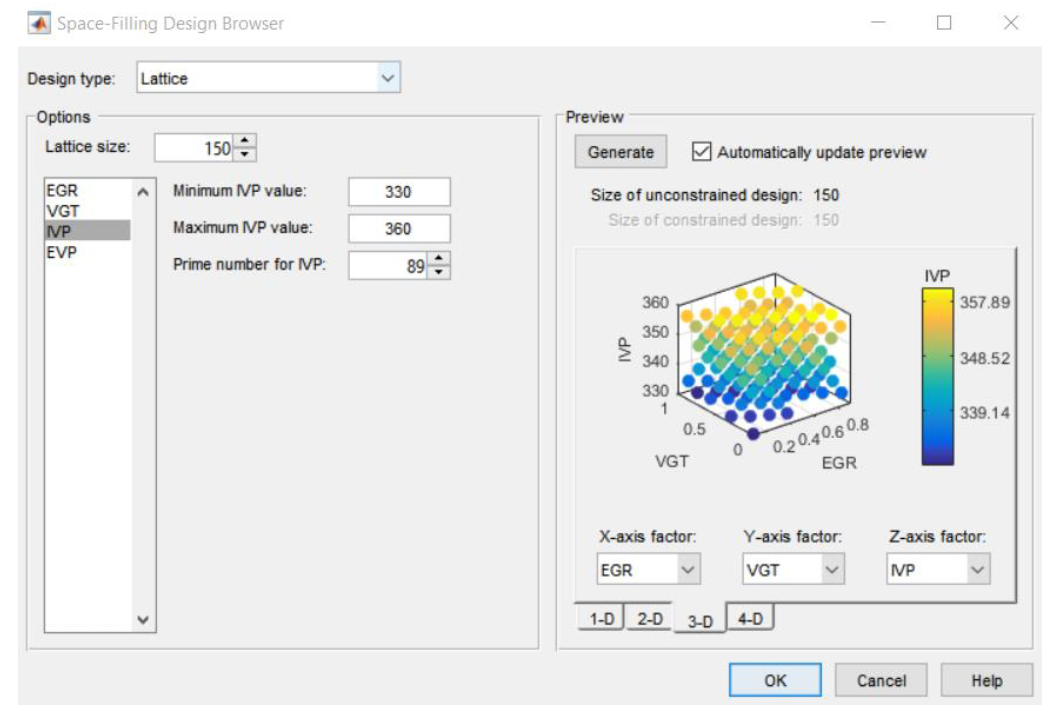 Space-Filling Design Browser
Design type: Lattice
Options
Lattice size: 150
EGR
VGT
IVP
EVP
Minimum IVP value: 330
Maximum IVP value: 360
Prime number for IVP: 89
Preview
Generate
Automatically update preview
Size of unconstrained design: 150
Size of constrained design: 150
IVP
360
350
340
330
1
0.5
0
0.2
0.4
0.6
0.8
VGT
EGR
IVP
357.89
348.52
339.14
X-axis factor: Y-axis factor: Z-axis factor:
EGR VGT IVP
1-D 2-D 3-D 4-D
OK Cancel Help